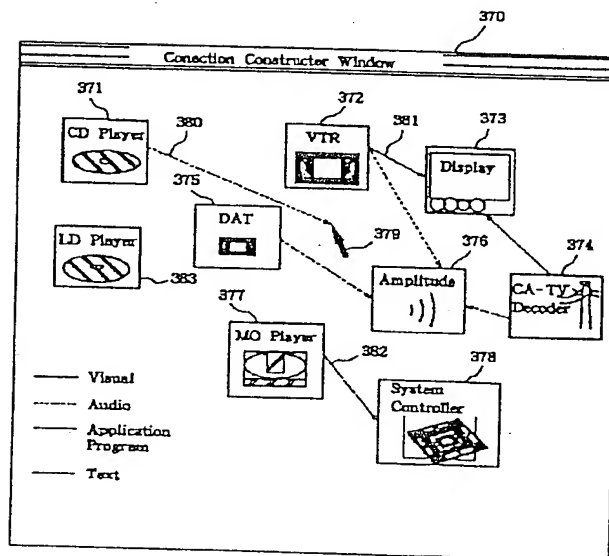 370
Conection Constructer Window
371
380
372
381
373
CD Player
VTR
Display
375
DAT
379
376
374
LD Player
383
Amplitude
CA-TV
Decoder
377
MO Player
382
378
System
Controller
Visual
Audio
Application
Program
Text